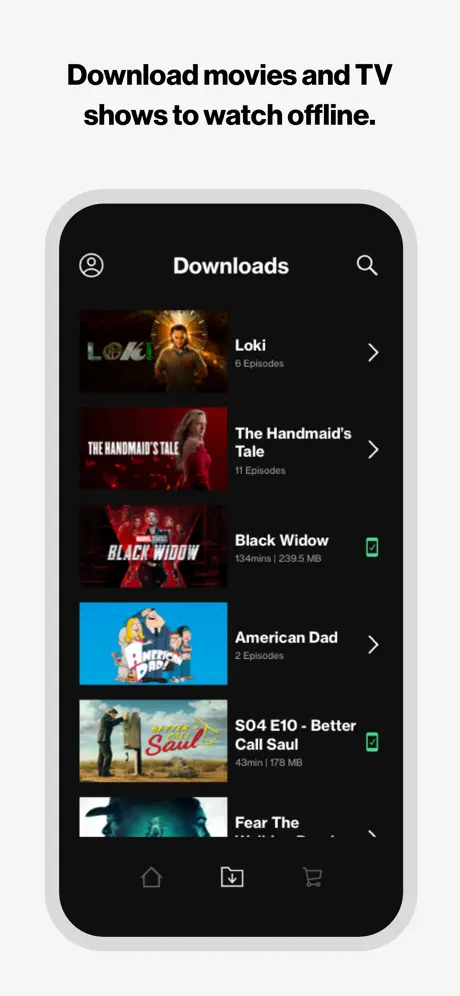 Download movies and TV
shows to watch offline.
Downloads
LOKI
Loki
6 Episodes
THE HANDMAID'S TALE
The Handmaid's
Tale
11 Episodes
MARVEL STUDIOS
BLACK WIDOW
Black Widow
134mins | 239.5 MB
AMERICAN
DAD!
American Dad
2 Episodes
BETTER
CALL
Saul
S04 E10 - Better
Call Saul
43min | 178 MB
Fear The